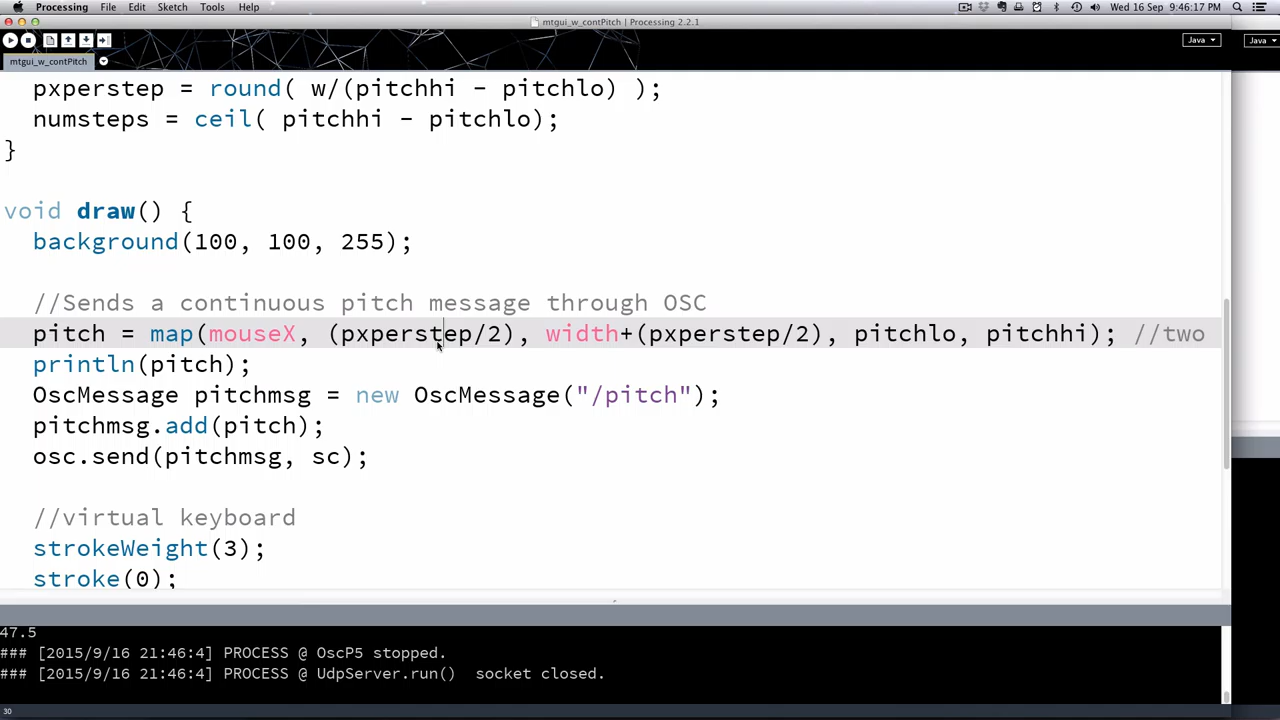 Processing File Edit Sketch Tools Help Wed 16 Sep 9:46:17 PM
mtgui_w_contPitch | Processing 2.2.1
Java Java
mtgui_w_contPitch
pxperstep = round( w/(pitchhi - pitchlo) );
numsteps = ceil( pitchhi - pitchlo);
}
void draw() {
background(100, 100, 255);
//Sends a continuous pitch message through OSC
pitch = map(mouseX, (pxperstep/2), width+(pxperstep/2), pitchlo, pitchhi); //two
println(pitch);
OscMessage pitchmsg = new OscMessage("/pitch");
pitchmsg.add(pitch);
osc.send(pitchmsg, sc);
//virtual keyboard
strokeWeight(3);
stroke(0);
47.5
### [2015/9/16 21:46:4] PROCESS @ OscP5 stopped.
### [2015/9/16 21:46:4] PROCESS @ UdpServer.run() socket closed.
30